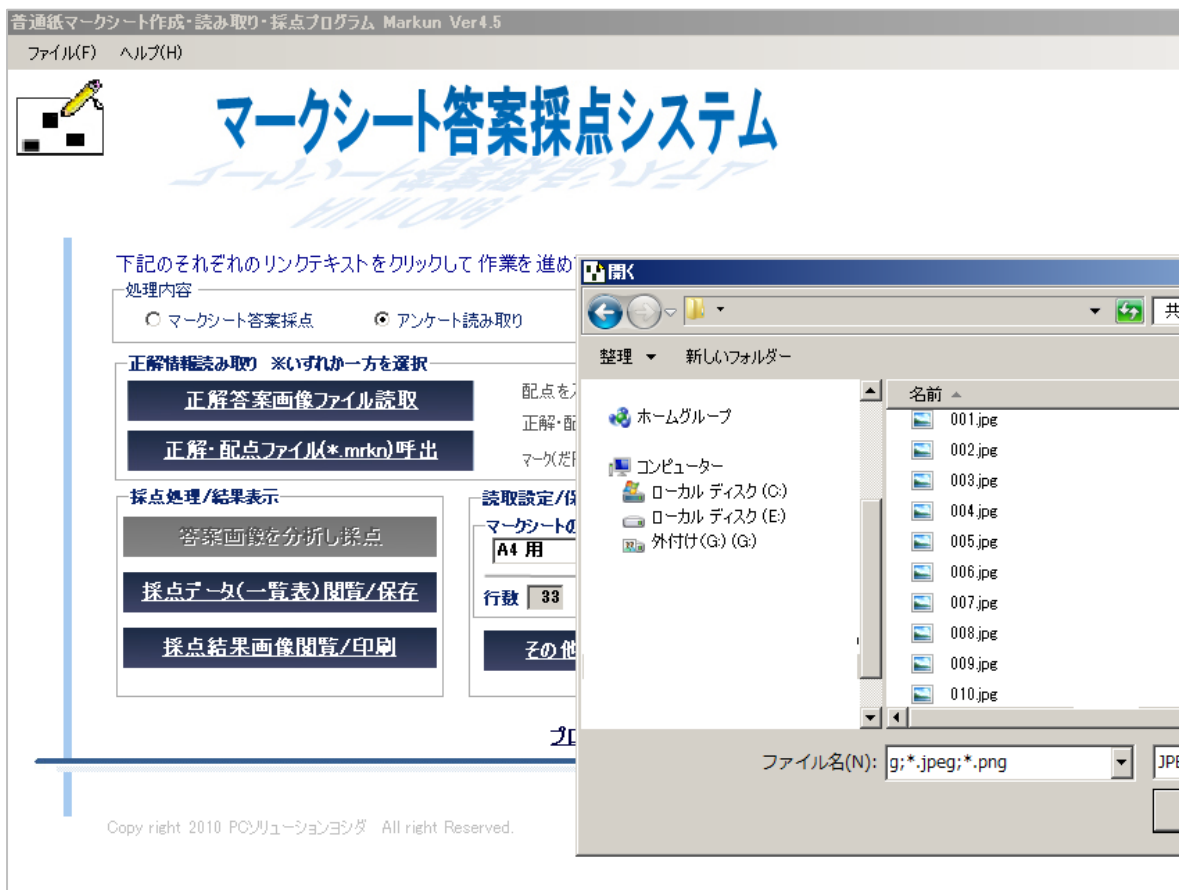 普通紙マークシート作成・読み取り・採点プログラム Markun Ver4.5
ファイル(F) ヘルプ(H)
マークシート答案採点システム
下記のそれぞれのリンクテキストをクリックして作業を進め
処理内容
マークシート答案採点 アンケート読み取り
正解情報読み取り ※いずれか一方を選択
正解答案画像ファイル読取
配点を
正解・配
正解・配点ファイル(*.mrkn)呼出
マーク(だ
採点処理/結果表示
答案画像を分析し採点
採点データ(一覧表)閲覧/保存
採点結果画像閲覧/印刷
読取設定/保
マークシートの
A4 用
行数 33
その他
プロ
Copy right 2010 PCソリューションヨシダ All right Reserved.
開く
共
整理 新しいフォルダー
ホームグループ
コンピューター
ローカル ディスク (C:)
ローカル ディスク (E:)
外付け(G:) (G:)
名前
001.jpg
002.jpg
003.jpg
004.jpg
005.jpg
006.jpg
007.jpg
008.jpg
009.jpg
010.jpg
ファイル名(N): g;*.jpeg;*.png
JPE